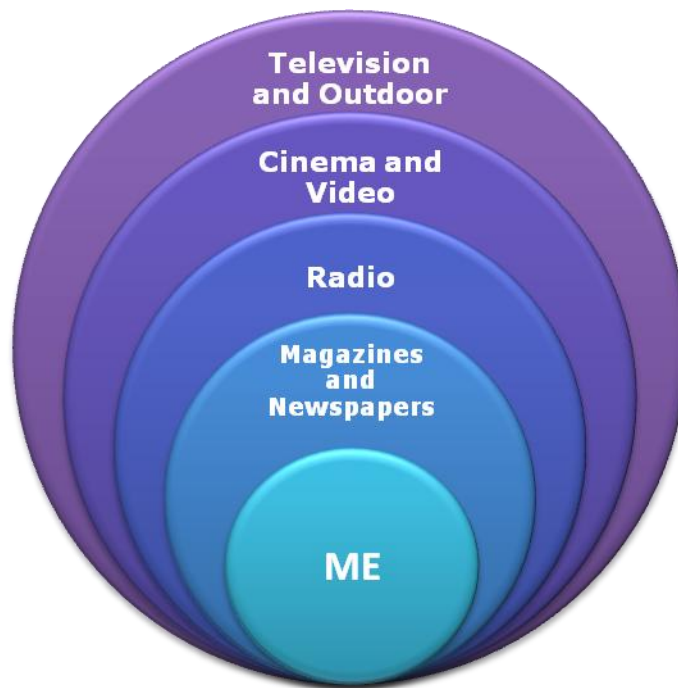 Television
and Outdoor
Cinema and
Video
Radio
Magazines
and
Newspapers
ME